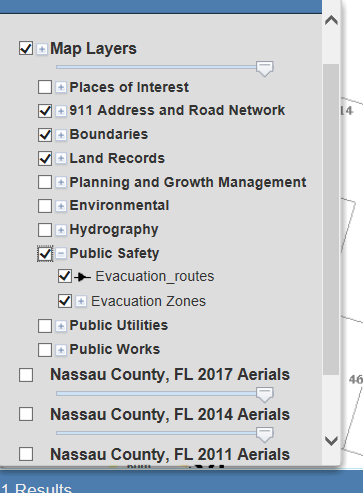 Map Layers
Places of Interest
911 Address and Road Network
14
Boundaries
Land Records
Planning and Growth Management
Environmental
Hydrography
Public Safety
Evacuation_routes
Evacuation Zones
Public Utilities
Public Works
Nassau County, FL 2017 Aerials
46
Nassau County, FL 2014 Aerials
Nassau County, FL 2011 Aerials
1 Results